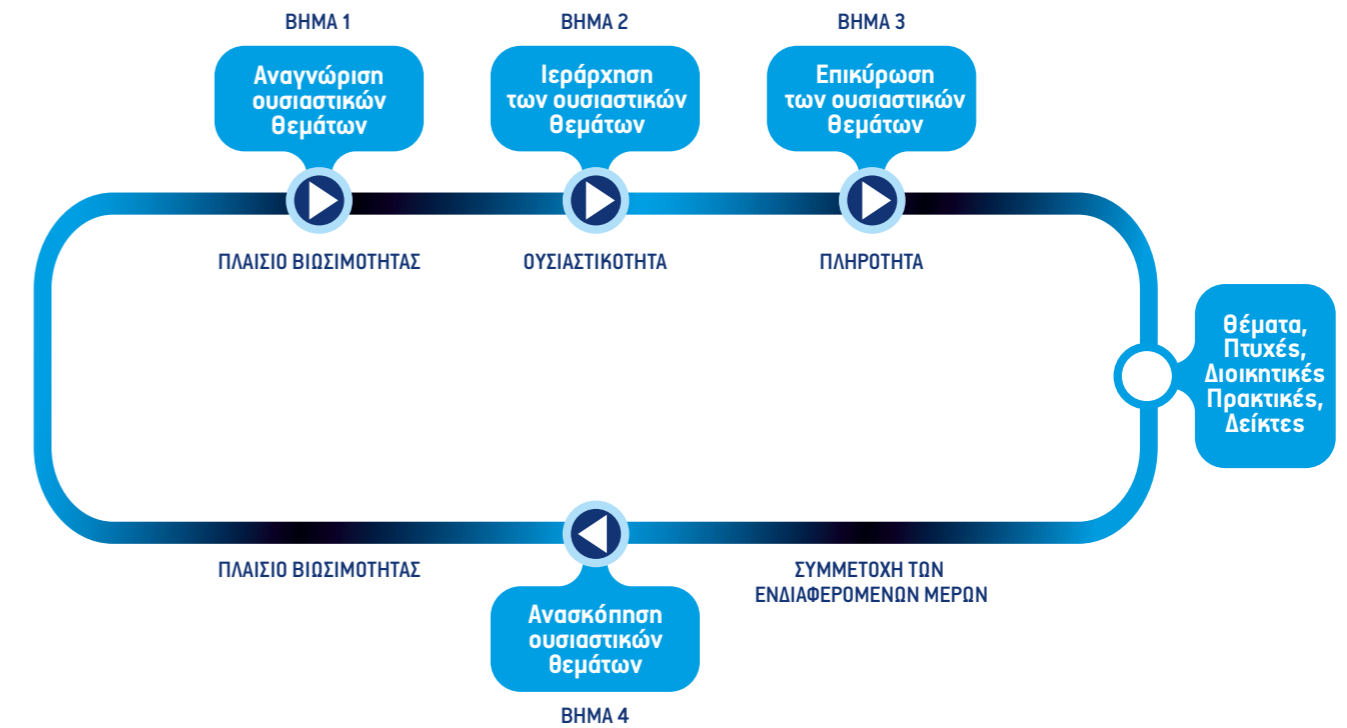 ΒΗΜΑ 1
Αναγνώριση
ουσιαστικών
θεμάτων
ΠΛΑΙΣΙΟ ΒΙΩΣΙΜΟΤΗΤΑΣ
ΒΗΜΑ 2
Ιεράρχηση
των ουσιαστικών
θεμάτων
ΟΥΣΙΑΣΤΙΚΟΤΗΤΑ
ΒΗΜΑ 3
Επικύρωση
των ουσιαστικών
θεμάτων
ΠΛΗΡΟΤΗΤΑ
Θέματα,
Πτυχές,
Διοικητικές
Πρακτικές,
Δείκτες
ΣΥΜΜΕΤΟΧΗ ΤΩΝ
ΕΝΔΙΑΦΕΡΟΜΕΝΩΝ ΜΕΡΩΝ
Ανασκόπηση
ουσιαστικών
θεμάτων
ΒΗΜΑ 4
ΠΛΑΙΣΙΟ ΒΙΩΣΙΜΟΤΗΤΑΣ